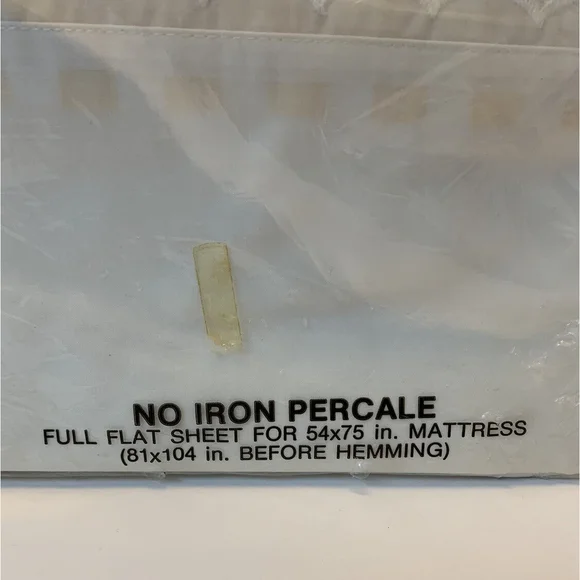 NO IRON PERCALE
FULL FLAT SHEET FOR 54x75 in. MATTRESS
(81x104 in. BEFORE HEMMING)